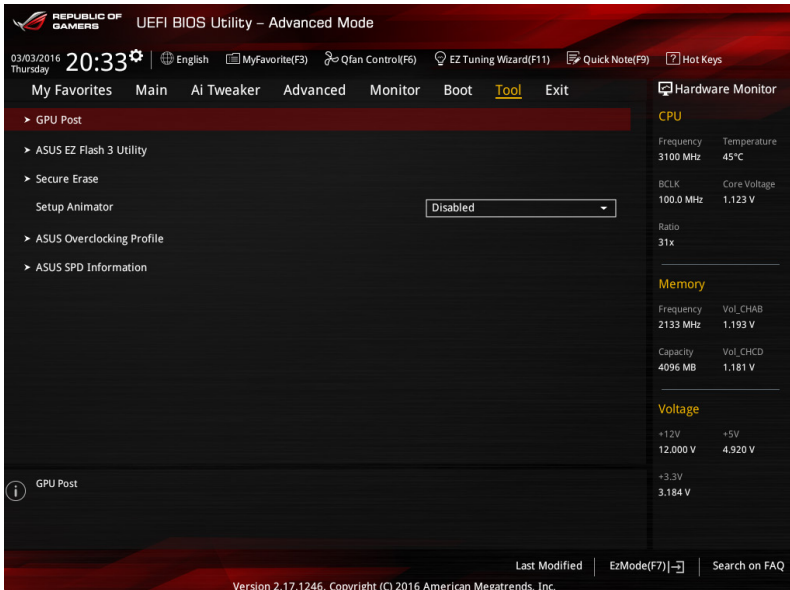 REPUBLIC OF
GAMERS
UEFI BIOS Utility – Advanced Mode
03/03/2016
Thursday
20:33
English
MyFavorite(F3)
Qfan Control(F6)
EZ Tuning Wizard(F11)
Quick Note(F9)
? Hot Keys
My Favorites Main Ai Tweaker Advanced Monitor Boot Tool Exit
Hardware Monitor
GPU Post
ASUS EZ Flash 3 Utility
Secure Erase
Setup Animator Disabled
ASUS Overclocking Profile
ASUS SPD Information
CPU
Frequency Temperature
3100 MHz 45°C
BCLK Core Voltage
100.0 MHz 1.123 V
Ratio
31x
Memory
Frequency Vol_CHAB
2133 MHz 1.193 V
Capacity Vol_CHCD
4096 MB 1.181 V
Voltage
+12V +5V
12.000 V 4.920 V
+3.3V
3.184 V
GPU Post
Last Modified EzMode(F7) Search on FAQ
Version 2.17.1246. Copyright (C) 2016 American Megatrends, Inc.